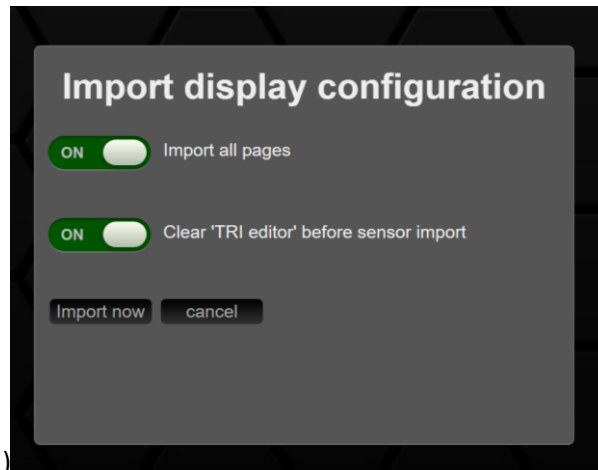 Import display configuration
ON Import all pages
ON Clear 'TRI editor' before sensor import
Import now cancel
)